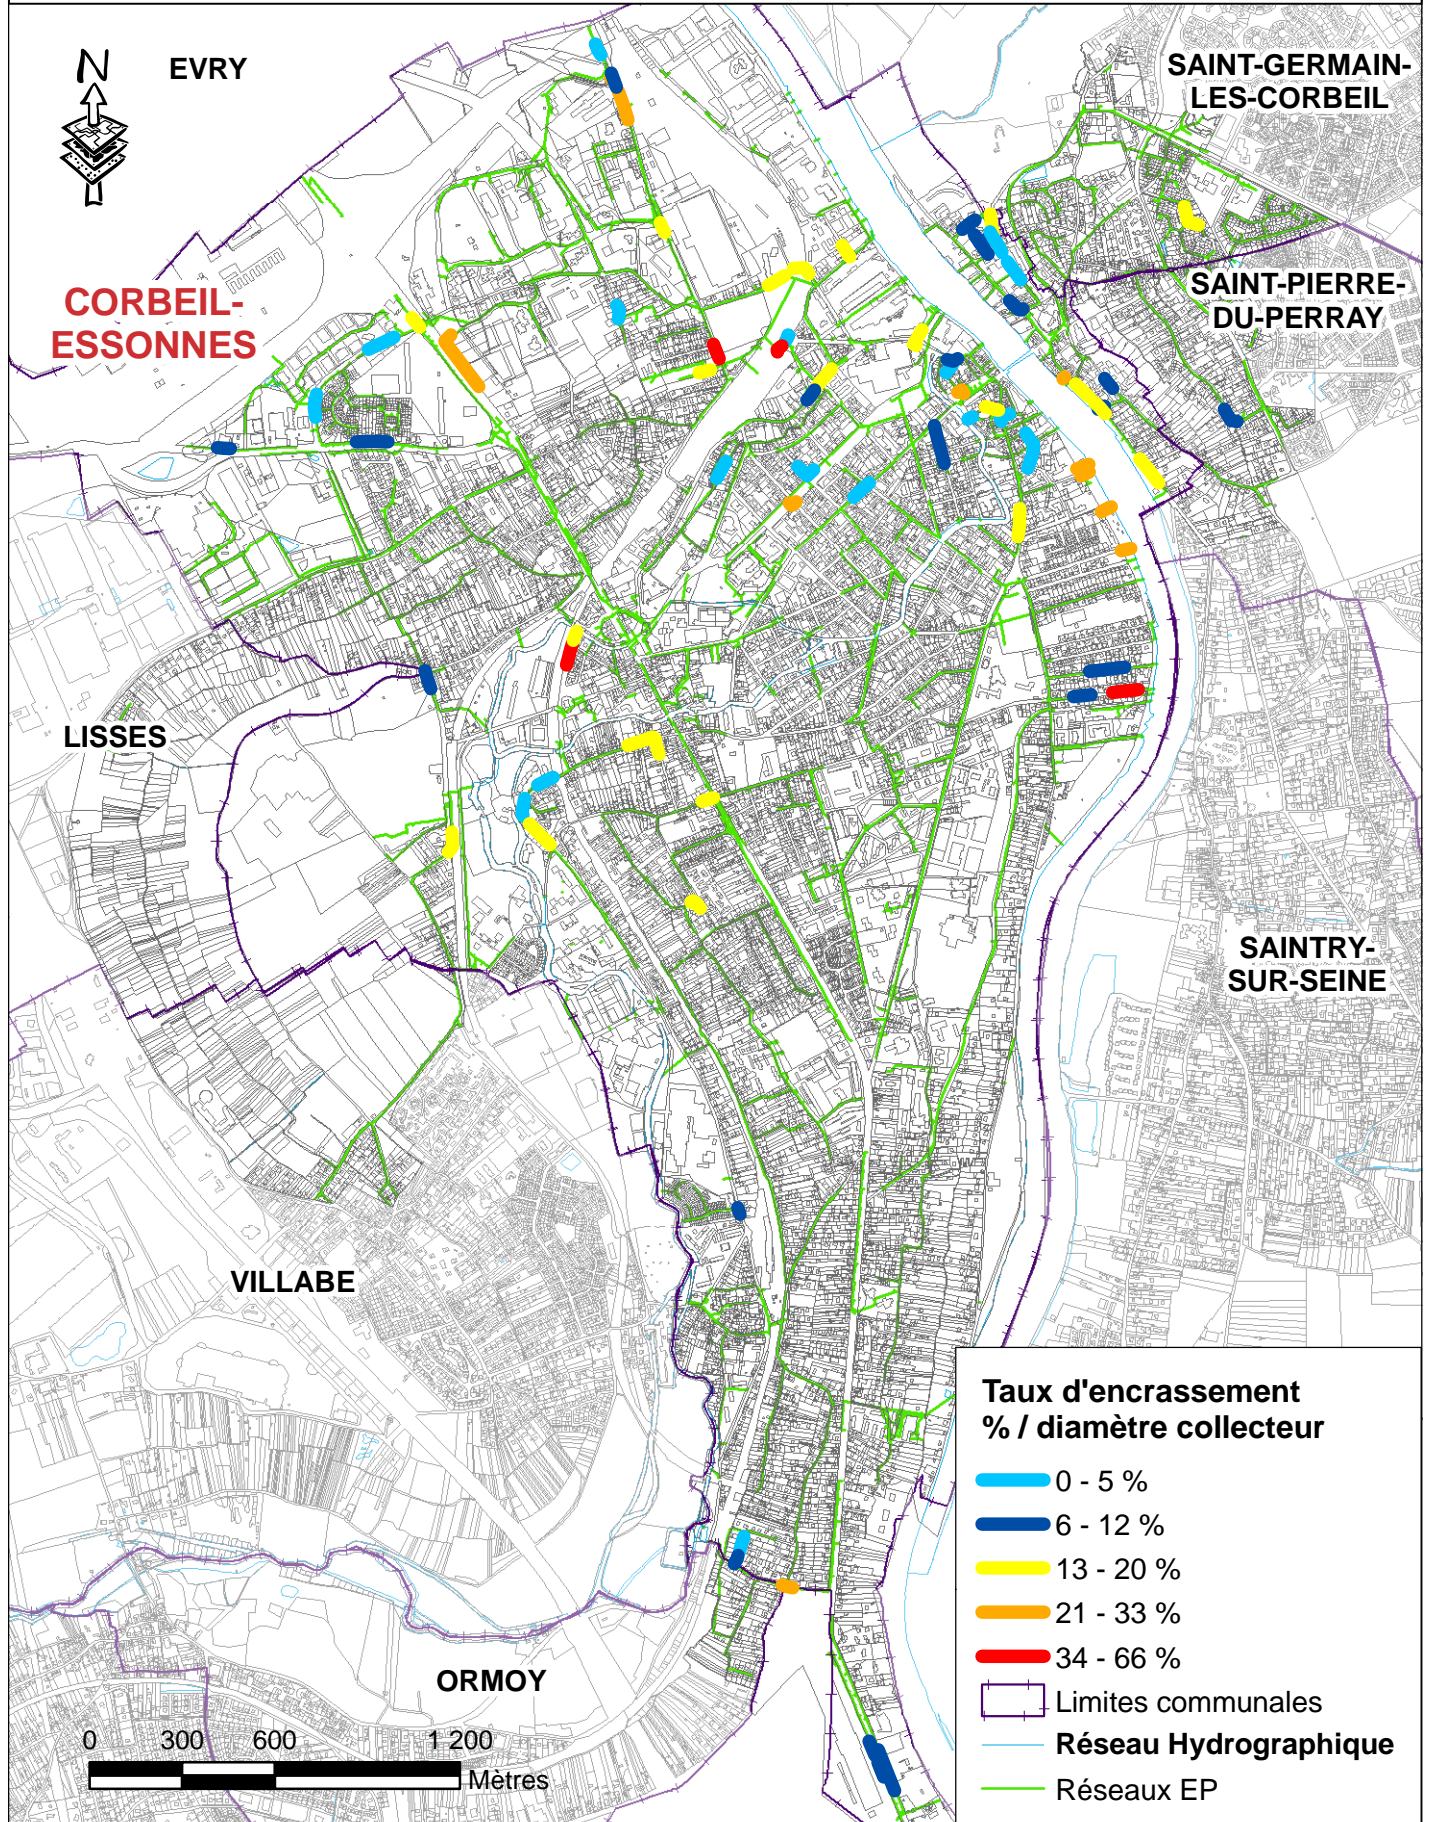 N
EVRY
SAINT-GERMAIN-
LES-CORBEIL
CORBEIL-
ESSONNES
SAINT-PIERRE-
DU-PERRAY
LISSES
SAINTRY-
SUR-SEINE
VILLABE
ORMOY
0 300 600 1 200
Mètres
Taux d'encrassement
% / diamètre collecteur
0 - 5 %
6 - 12 %
13 - 20 %
21 - 33 %
34 - 66 %
Limites communales
Réseau Hydrographique
Réseaux EP